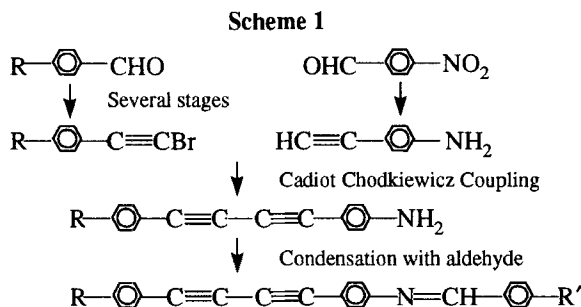 Scheme 1
R CHO OHC NO2
Several stages
R C≡CBr HC≡C NH2
Cadiot Chodkiewicz Coupling
R C≡C C≡C NH2
Condensation with aldehyde
R C≡C C≡C N=CH R′